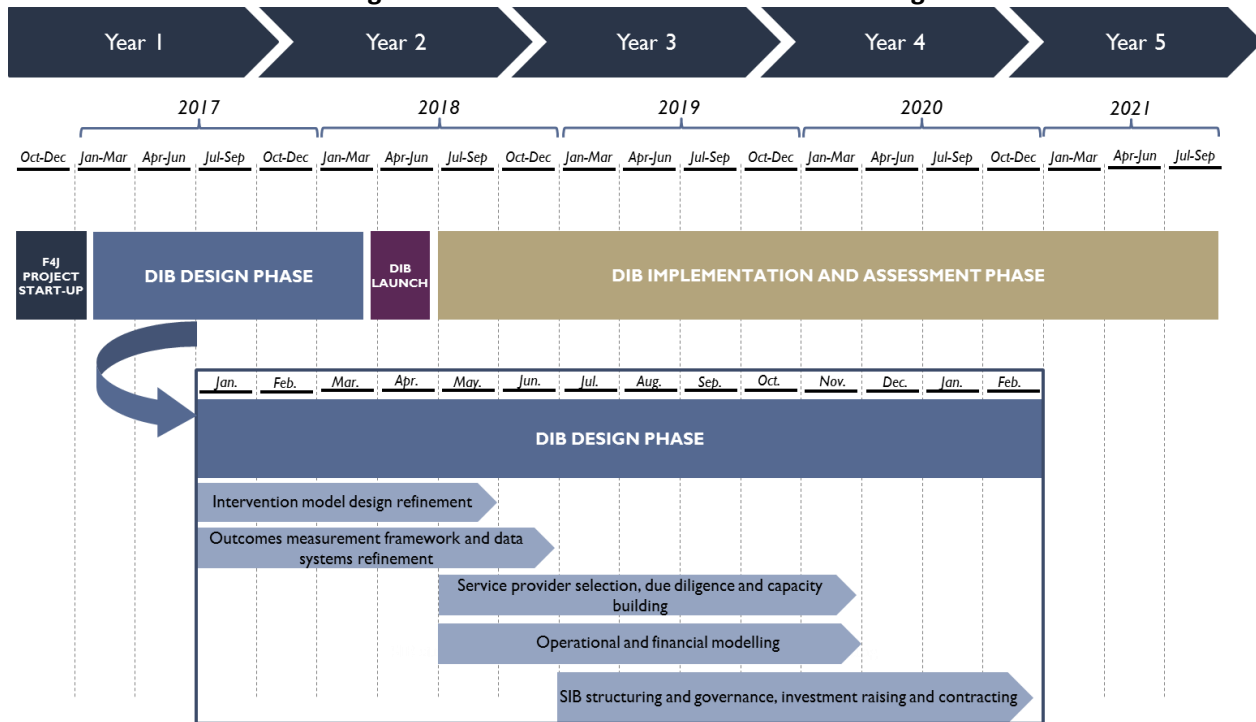 Year 1 Year 2 Year 3 Year 4 Year 5
2017 2018 2019 2020 2021
Oct-Dec Jan-Mar Apr-Jun Jul-Sep Oct-Dec Jan-Mar Apr-Jun Jul-Sep Oct-Dec Jan-Mar Apr-Jun Jul-Sep Oct-Dec Jan-Mar Apr-Jun Jul-Sep Oct-Dec Jan-Mar Apr-Jun Jul-Sep
F4J
PROJECT
START-UP
DIB DESIGN PHASE
DIB
LAUNCH
DIB IMPLEMENTATION AND ASSESSMENT PHASE
Jan. Feb. Mar. Apr. May. Jun. Jul. Aug. Sep. Oct. Nov. Dec. Jan. Feb.
DIB DESIGN PHASE
Intervention model design refinement
Outcomes measurement framework and data
systems refinement
Service provider selection, due diligence and capacity
building
Operational and financial modelling
SIB structuring and governance, investment raising and contracting